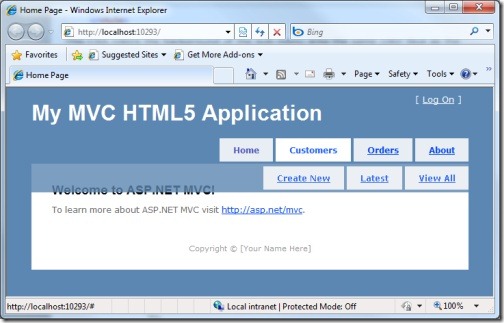 Home Page - Windows Internet Explorer
http://localhost:10293/
Bing
Favorites Suggested Sites Get More Add-ons
Home Page Page Safety Tools
[ Log On ]
My MVC HTML5 Application
Home Customers Orders About
Create New Latest View All
Welcome to ASP.NET MVC!
To learn more about ASP.NET MVC visit http://asp.net/mvc.
Copyright © [Your Name Here]
http://localhost:10293/# Local intranet | Protected Mode: Off 100%